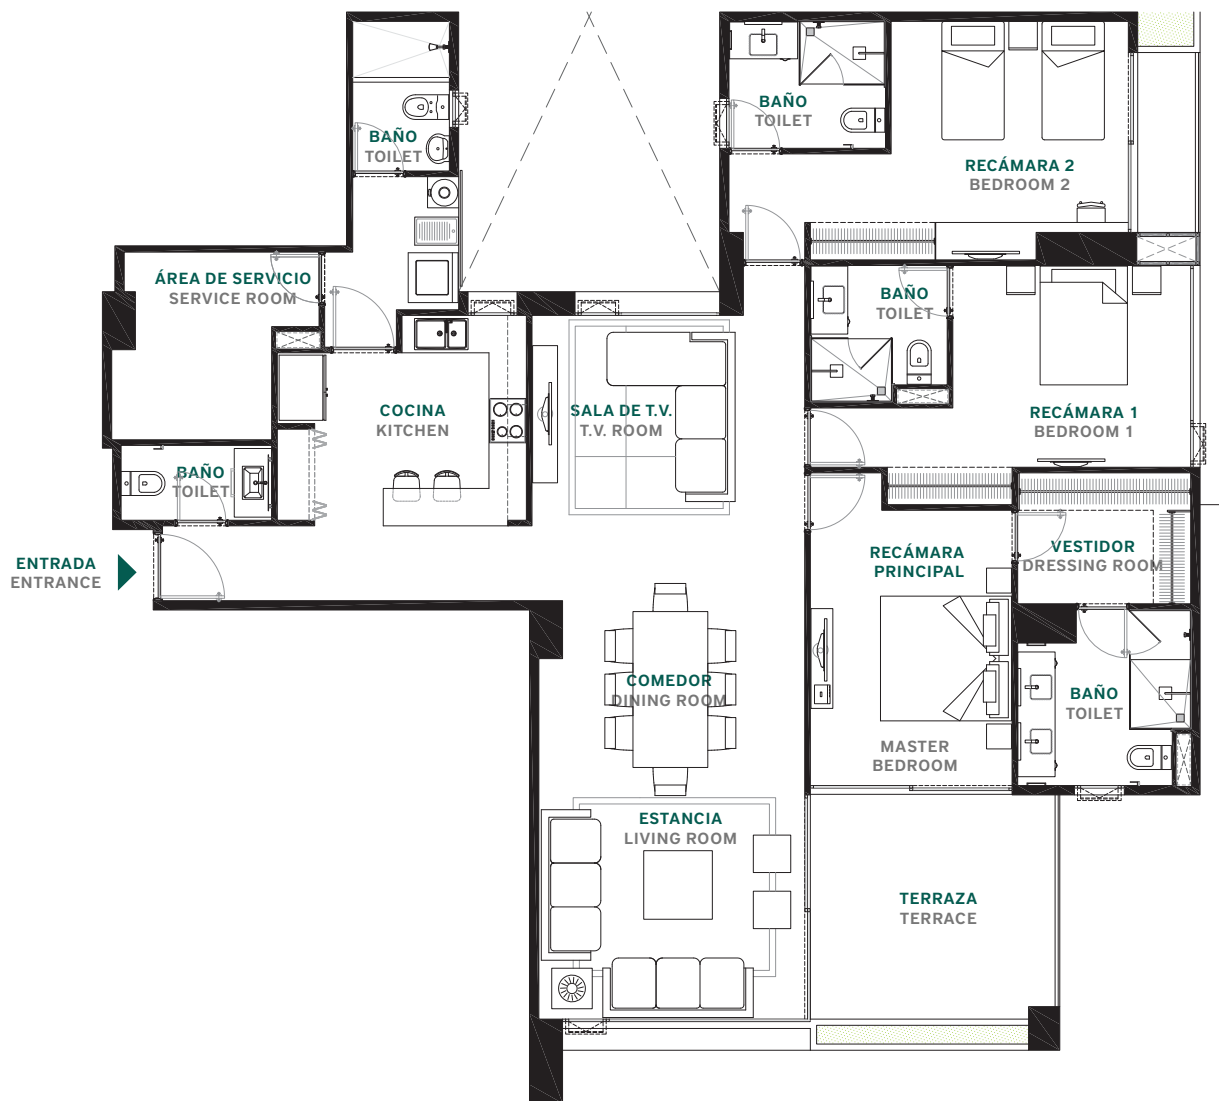 BAÑO
TOILET
BAÑO
TOILET
RECÁMARA 2
BEDROOM 2
ÁREA DE SERVICIO
SERVICE ROOM
BAÑO
TOILET
COCINA
KITCHEN
SALA DE T.V.
T.V. ROOM
RECÁMARA 1
BEDROOM 1
BAÑO
TOILET
ENTRADA
ENTRANCE
RECÁMARA
PRINCIPAL
VESTIDOR
DRESSING ROOM
COMEDOR
DINING ROOM
BAÑO
TOILET
MASTER
BEDROOM
ESTANCIA
LIVING ROOM
TERRAZA
TERRACE